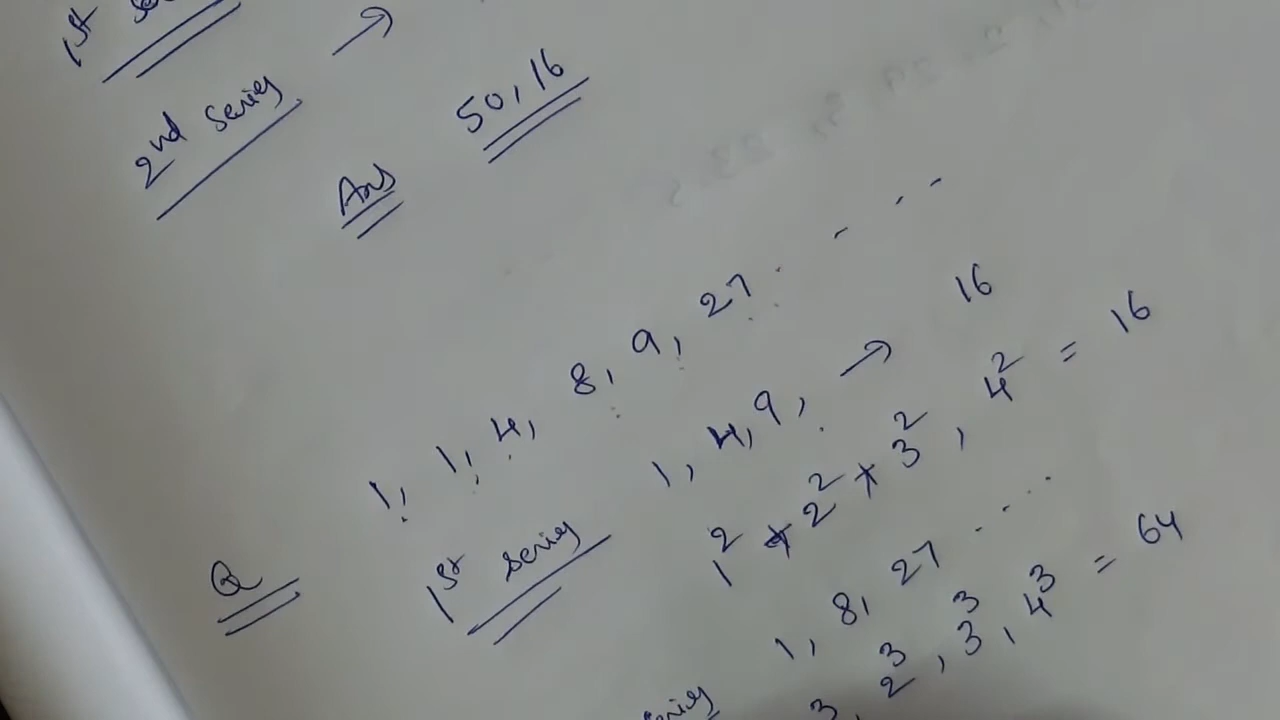 1st
2nd Series →
Ans 50, 16
Q 1, 1, 4, 8, 9, 27 . - - -
1st Series 1, 4, 9, → 16
1² * 2² * 3² , 4² = 16
1, 8, 27 - - . .
3, 2³, 3³, 4³ = 64